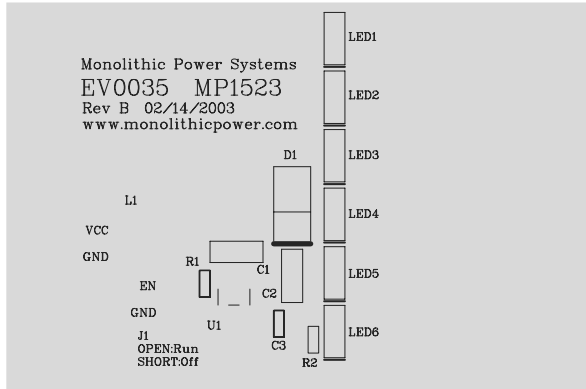 LED1
Monolithic Power Systems
EV0035 MP1523
Rev B 02/14/2003
www.monolithicpower.com
LED2
LED3
D1
L1
LED4
VCC
GND
R1
C1
LED5
EN
C2
GND
U1
J1
OPEN:Run
SHORT:Off
C3
LED6
R2